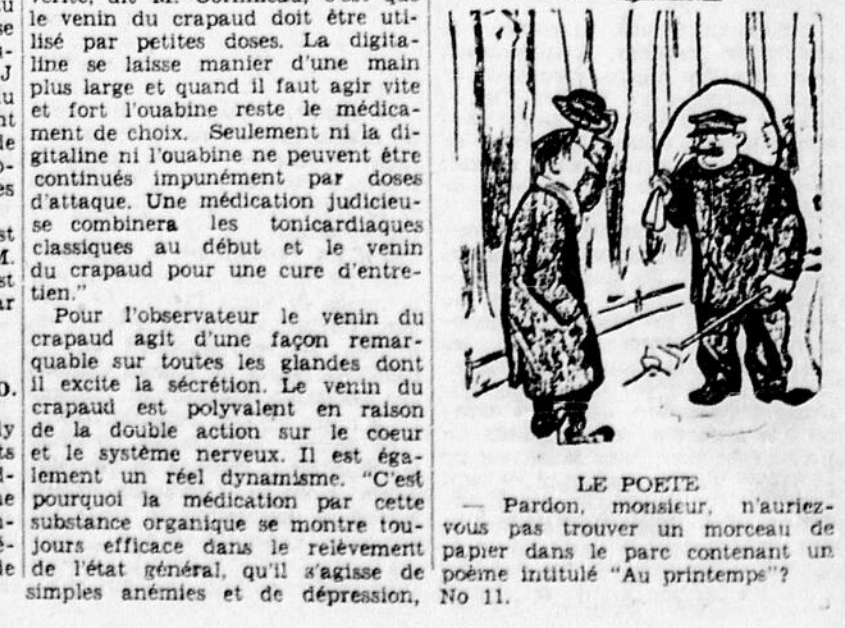 le venin du crapaud doit être uti-
lisé par petites doses. La digita-
line se laisse manier d'une main
plus large et quand il faut agir vite
et fort l'ouabine reste le médica-
ment de choix. Seulement ni la di-
gitaline ni l'ouabine ne peuvent être
continués impunément par doses
d'attaque. Une médication judicieu-
se combinera les tonicardiaques
classiques au début et le venin
du crapaud pour une cure d'entre-
tien."
Pour l'observateur le venin du
crapaud agit d'une façon remar-
quable sur toutes les glandes dont
il excite la sécrétion. Le venin du
crapaud est polyvalent en raison
de la double action sur le coeur
et le système nerveux. Il est éga-
lement un réel dynamisme. "C'est
pourquoi la médication par cette
substance organique se montre tou-
jours efficace dans le relèvement
de l'état général, qu'il s'agisse de
simples anémies et de dépression,
LE POETE
— Pardon, monsieur, n'auriez-
vous pas trouver un morceau de
papier dans le parc contenant un
poème intitulé "Au printemps"?
No 11.